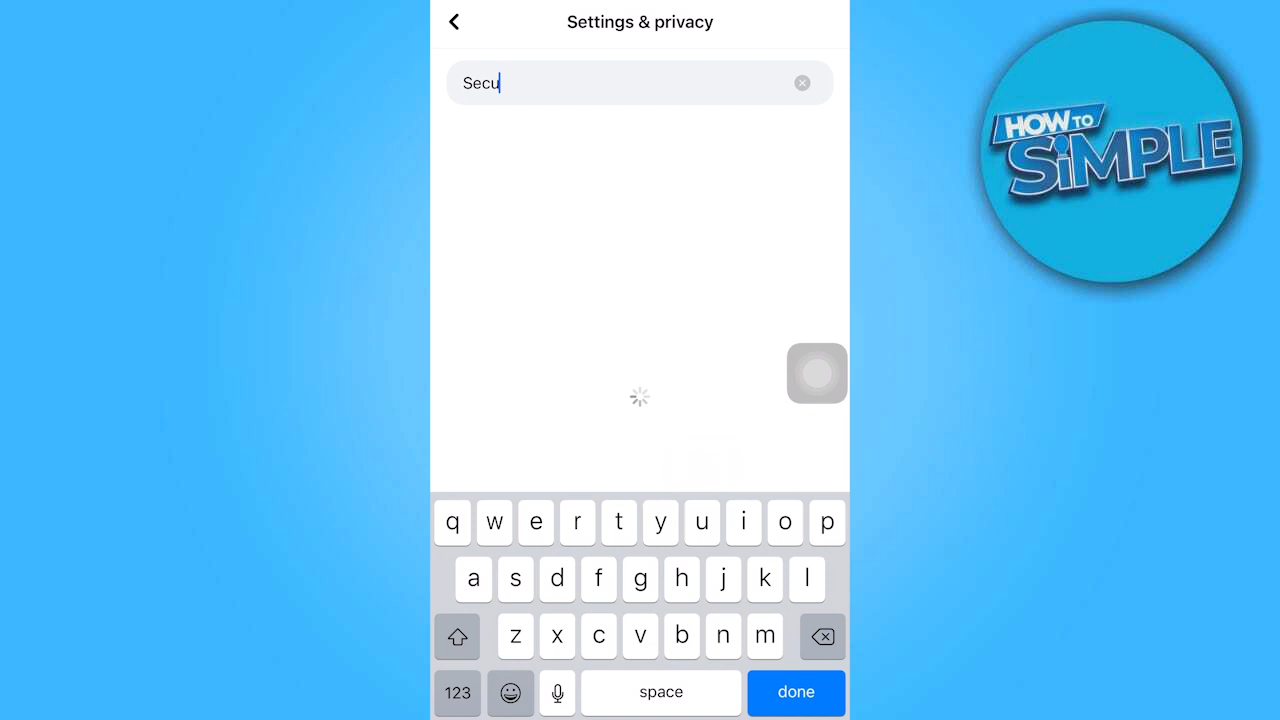 Settings & privacy
Secu
HOW TO
SiMPLE
q w e r t y u i o p
a s d f g h j k l
z x c v b n m
123 space done